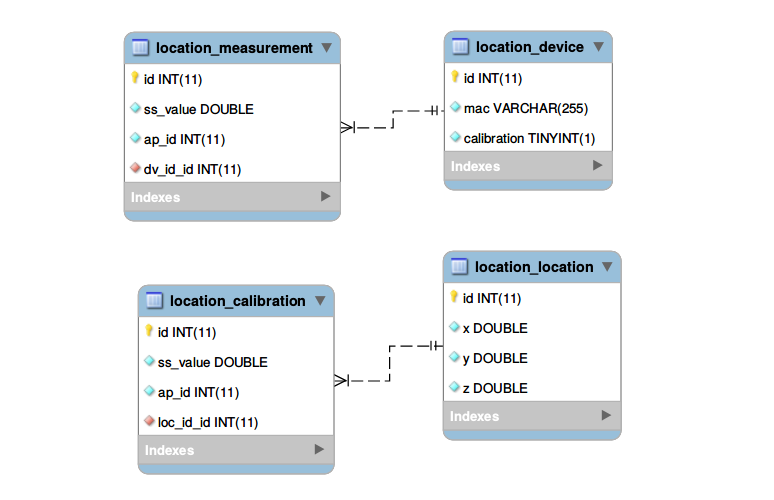 location_measurement
id INT(11)
ss_value DOUBLE
ap_id INT(11)
dv_id_id INT(11)
Indexes
location_device
id INT(11)
mac VARCHAR(255)
calibration TINYINT(1)
Indexes
location_calibration
id INT(11)
ss_value DOUBLE
ap_id INT(11)
loc_id_id INT(11)
Indexes
location_location
id INT(11)
x DOUBLE
y DOUBLE
z DOUBLE
Indexes